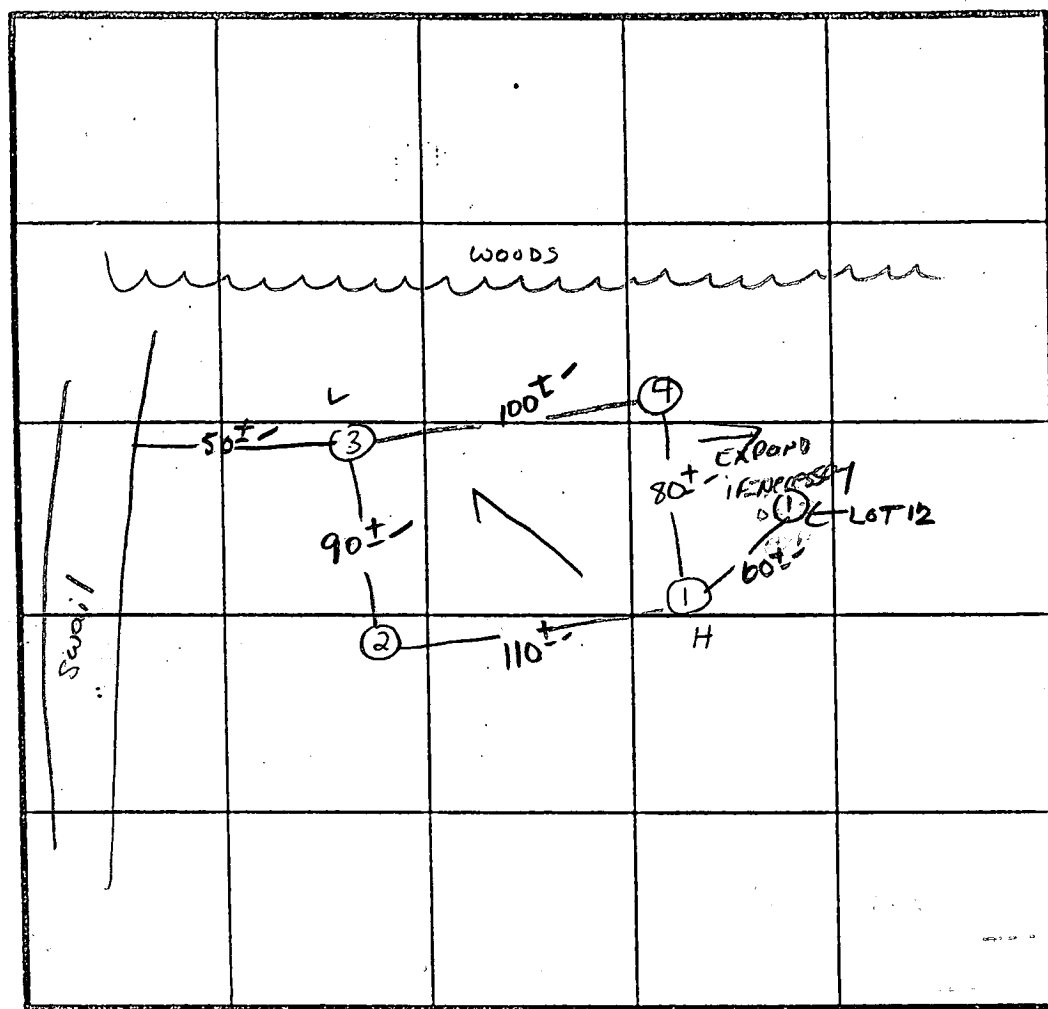 WOODS
100±'
4
L
50±'
3
EXPAND
IF NECESSARY
80±'
1
LOT 12
90±'
60±'
1
Swail
2
110±'
H